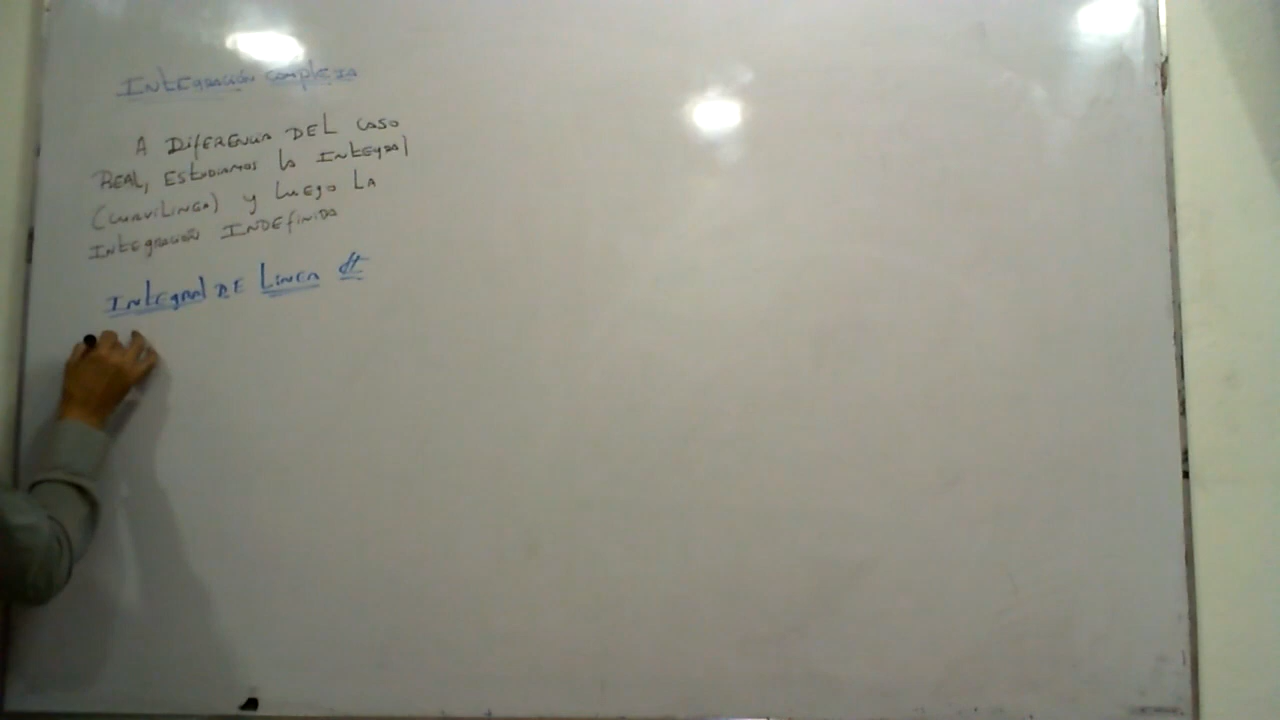 Integración compleja
A DIFERENCIA DEL CASO
REAL, ESTUDIAMOS la INTEGRAl
(CURVILINEA) y luego LA
INTEGRACIÓN INDEFINIDA
Integral DE LINEA